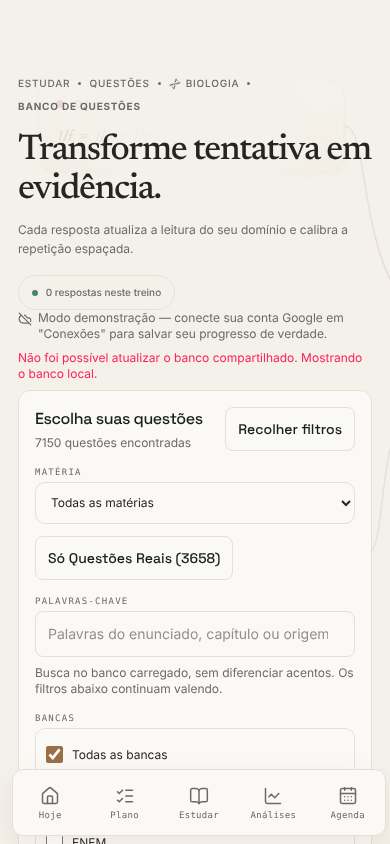 ESTUDAR • QUESTÕES • BIOLOGIA •
BANCO DE QUESTÕES
Transforme tentativa em
evidência.
Cada resposta atualiza a leitura do seu domínio e calibra a
repetição espaçada.
0 respostas neste treino
Modo demonstração — conecte sua conta Google em
"Conexões" para salvar seu progresso de verdade.
Não foi possível atualizar o banco compartilhado. Mostrando
o banco local.
Escolha suas questões
7150 questões encontradas
Recolher filtros
MATÉRIA
Todas as matérias
Só Questões Reais (3658)
PALAVRAS-CHAVE
Palavras do enunciado, capítulo ou origem
Busca no banco carregado, sem diferenciar acentos. Os
filtros abaixo continuam valendo.
BANCAS
Todas as bancas
Hoje
Plano
Estudar
Análises
Agenda
ENEM